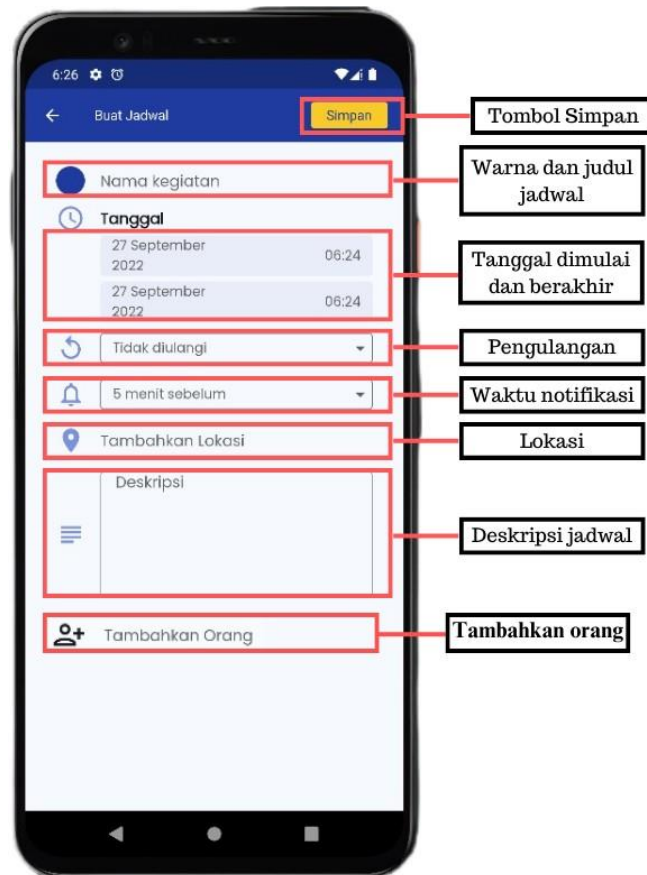 6:26
Buat Jadwal
Simpan
Tombol Simpan
Nama kegiatan
Warna dan judul
jadwal
Tanggal
27 September
2022
06:24
27 September
2022
06:24
Tanggal dimulai
dan berakhir
Tidak diulangi
Pengulangan
5 menit sebelum
Waktu notifikasi
Tambahkan Lokasi
Lokasi
Deskripsi
Deskripsi jadwal
Tambahkan Orang
Tambahkan orang